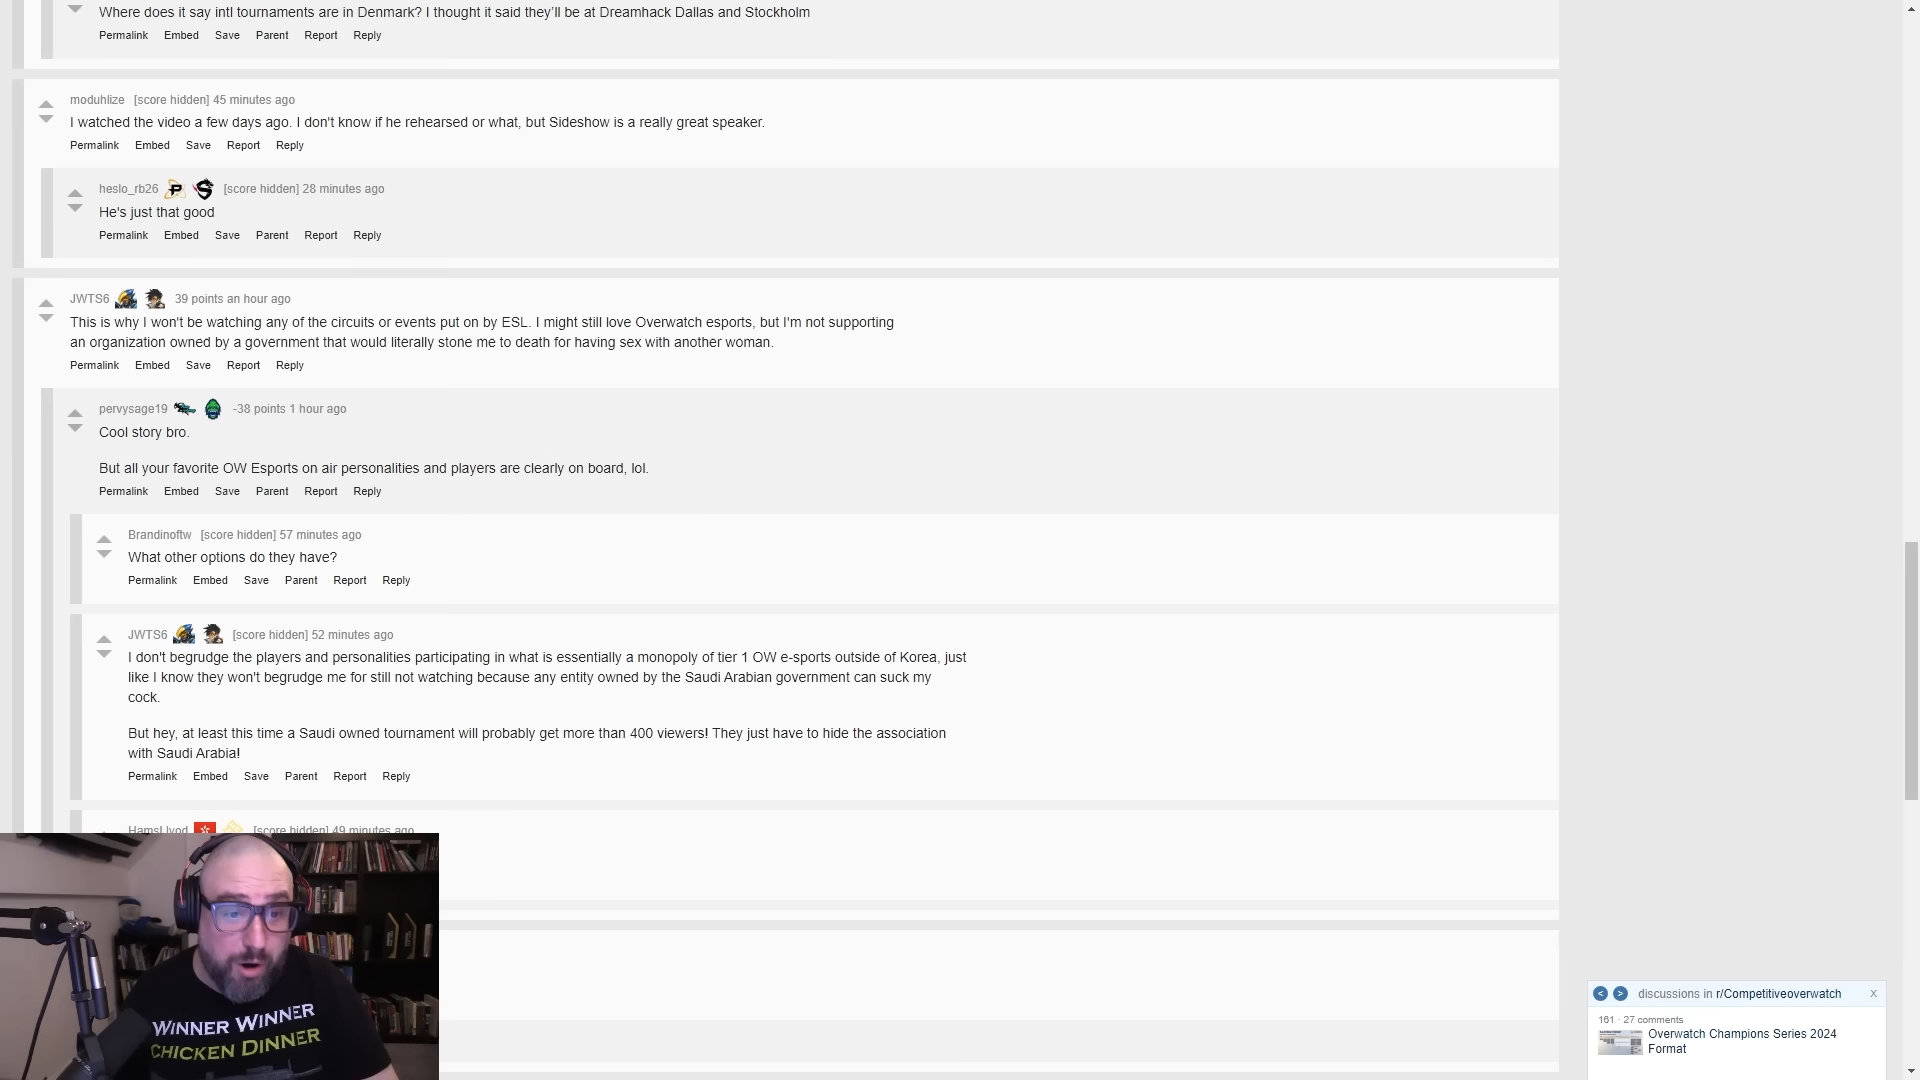 Where does it say intl tournaments are in Denmark? I thought it said they'll be at Dreamhack Dallas and Stockholm
Permalink Embed Save Parent Report Reply
moduhlize [score hidden] 45 minutes ago
I watched the video a few days ago. I don't know if he rehearsed or what, but Sideshow is a really great speaker.
Permalink Embed Save Report Reply
heslo_rb26 [score hidden] 28 minutes ago
He's just that good
Permalink Embed Save Parent Report Reply
JWTS6 39 points an hour ago
This is why I won't be watching any of the circuits or events put on by ESL. I might still love Overwatch esports, but I'm not supporting
an organization owned by a government that would literally stone me to death for having sex with another woman.
Permalink Embed Save Report Reply
pervysage19 -38 points 1 hour ago
Cool story bro.
But all your favorite OW Esports on air personalities and players are clearly on board, lol.
Permalink Embed Save Parent Report Reply
Brandinoftw [score hidden] 57 minutes ago
What other options do they have?
Permalink Embed Save Parent Report Reply
JWTS6 [score hidden] 52 minutes ago
I don't begrudge the players and personalities participating in what is essentially a monopoly of tier 1 OW e-sports outside of Korea, just
like I know they won't begrudge me for still not watching because any entity owned by the Saudi Arabian government can suck my
cock.
But hey, at least this time a Saudi owned tournament will probably get more than 400 viewers! They just have to hide the association
with Saudi Arabia!
Permalink Embed Save Parent Report Reply
[score hidden] 49 minutes ago
WINNER WINNER
CHICKEN DINNER
< > discussions in r/Competitiveoverwatch X
161 · 27 comments
Overwatch Champions Series 2024
Format